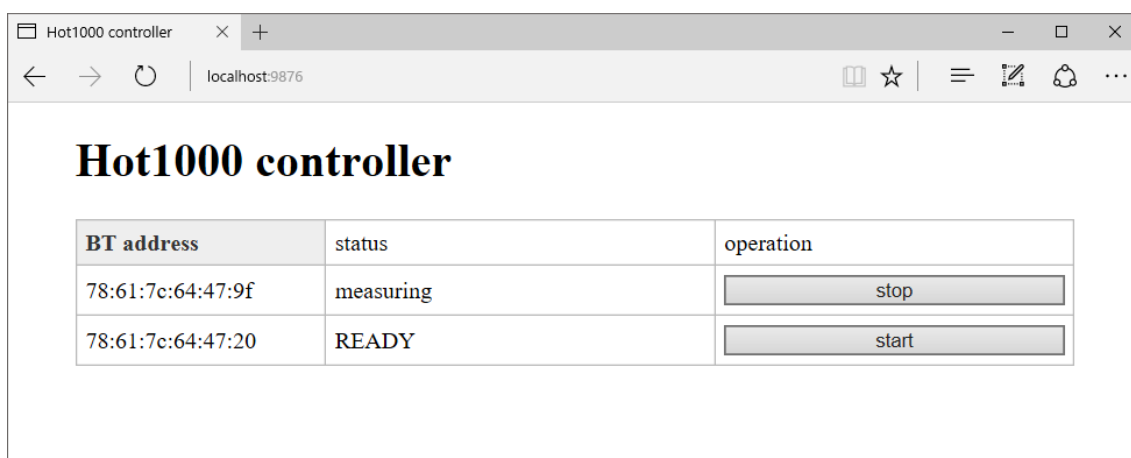 Hot1000 controller
localhost:9876
Hot1000 controller
BT address status operation
78:61:7c:64:47:9f measuring stop
78:61:7c:64:47:20 READY start